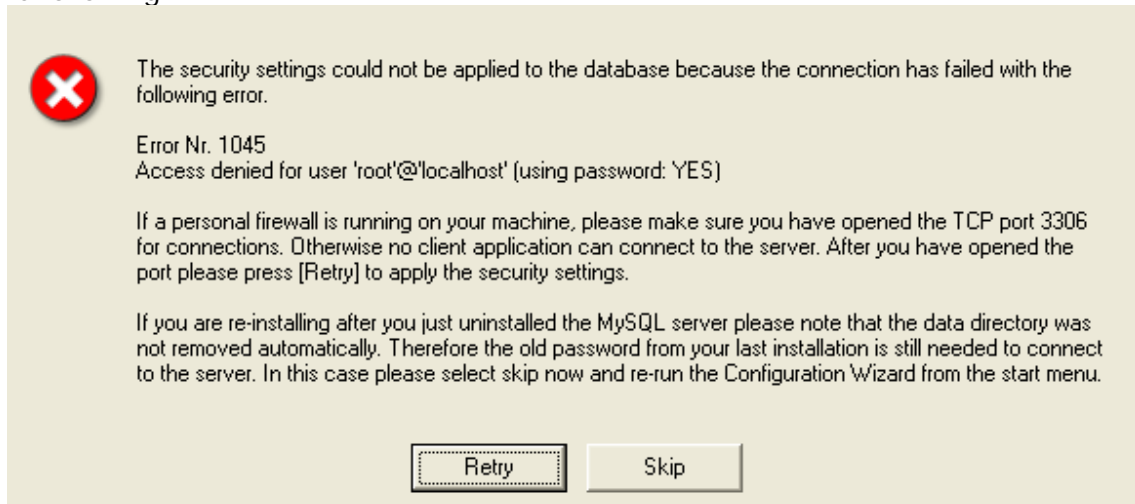 The security settings could not be applied to the database because the connection has failed with the
following error.
Error Nr. 1045
Access denied for user 'root'@'localhost' (using password: YES)
If a personal firewall is running on your machine, please make sure you have opened the TCP port 3306
for connections. Otherwise no client application can connect to the server. After you have opened the
port please press [Retry] to apply the security settings.
If you are re-installing after you just uninstalled the MySQL server please note that the data directory was
not removed automatically. Therefore the old password from your last installation is still needed to connect
to the server. In this case please select skip now and re-run the Configuration Wizard from the start menu.
Retry Skip